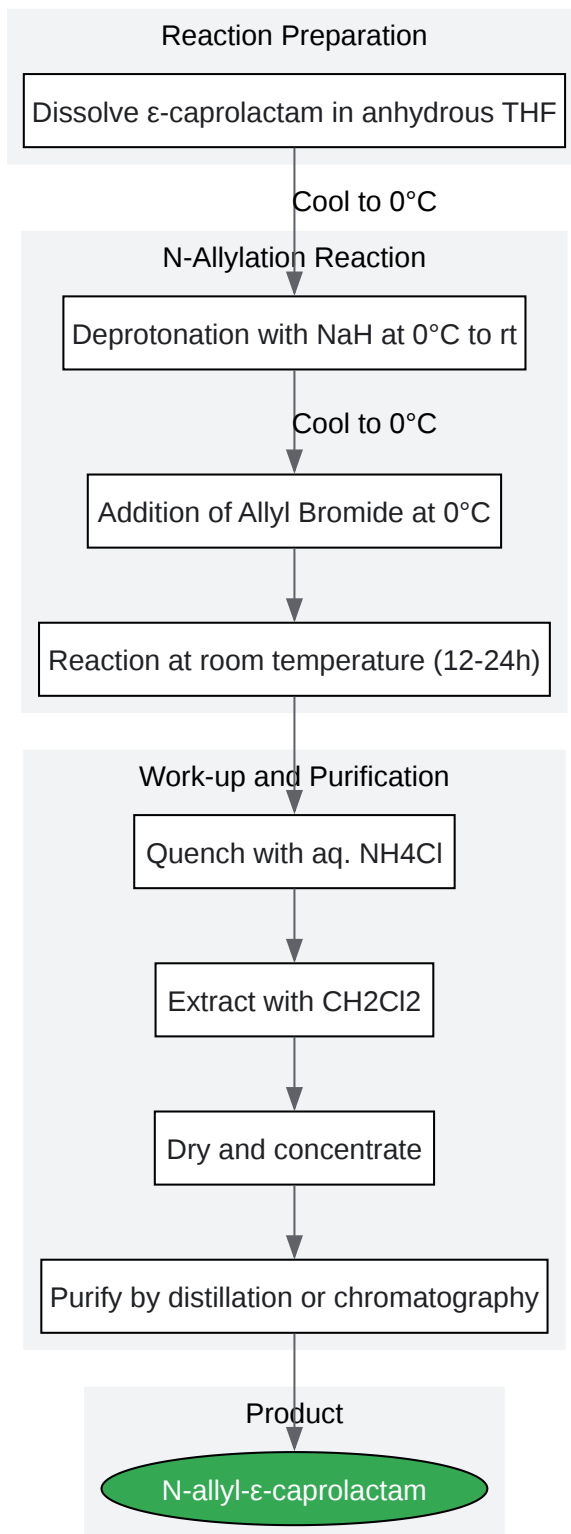 Reaction Preparation
Dissolve ε-caprolactam in anhydrous THF
Cool to 0°C
N-Allylation Reaction
Deprotonation with NaH at 0°C to rt
Cool to 0°C
Addition of Allyl Bromide at 0°C
Reaction at room temperature (12-24h)
Work-up and Purification
Quench with aq. NH4Cl
Extract with CH2Cl2
Dry and concentrate
Purify by distillation or chromatography
Product
N-allyl-ε-caprolactam